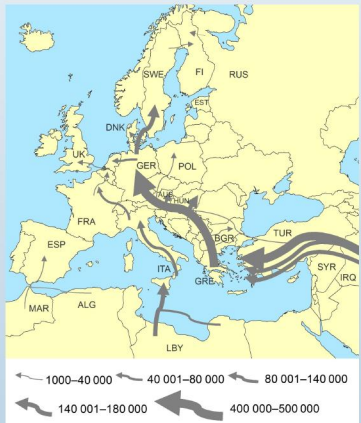 SWE
FI
RUS
EST
DNK
UK
GER
POL
AUS
HUN
FRA
BGR
ESP
ITA
TUR
GRE
SYR
IRQ
MAR
ALG
LBY
1000–40 000
40 001–80 000
80 001–140 000
140 001–180 000
400 000–500 000